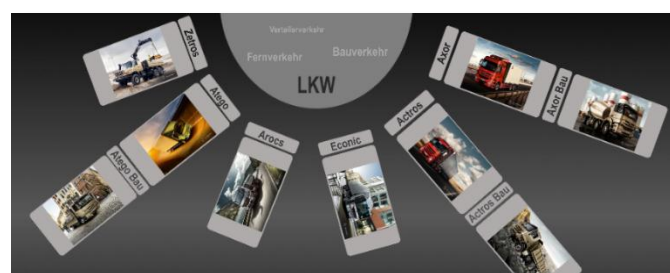 Verteilerverkehr
Fernverkehr
Bauverkehr
LKW
Zetros
Atego
Atego Bau
Arocs
Econic
Actros
Actros Bau
Axor
Axor Bau